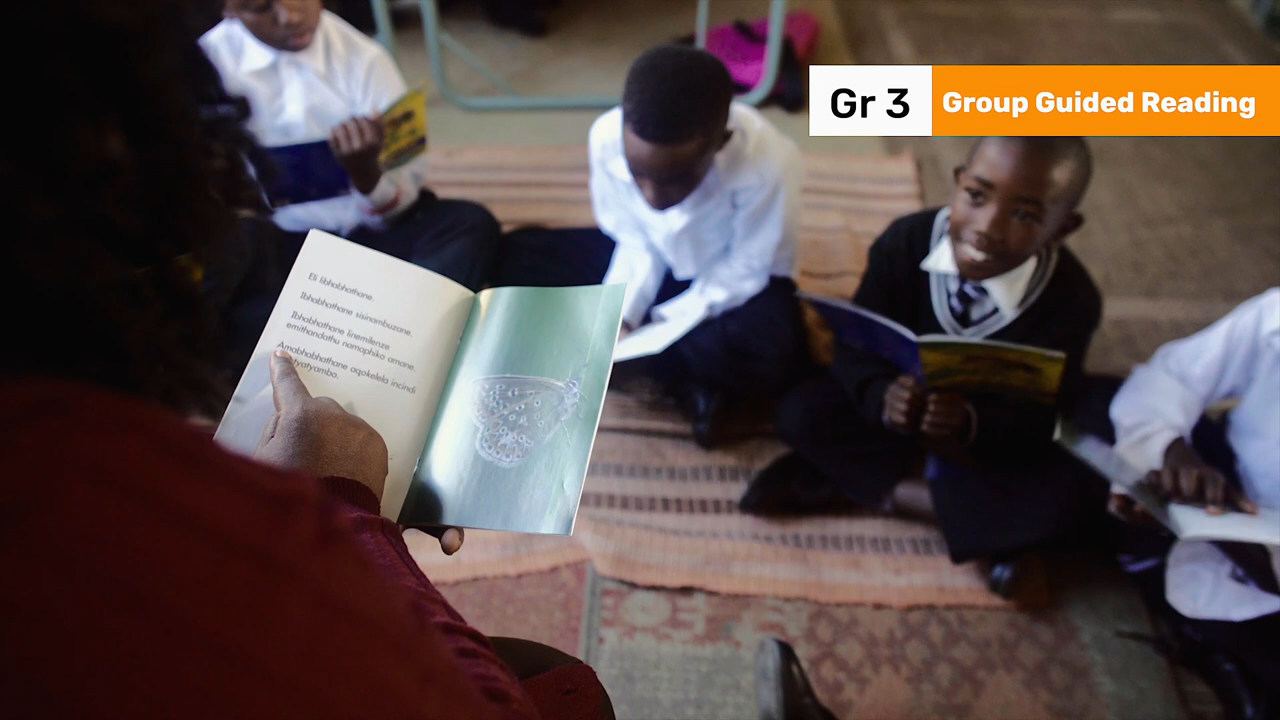 Gr 3
Group Guided Reading
Eli libhabhathane.
Ibhabhathane sisinambuzane.
Ibhabhathane linemilenze
emithandathu namaphiko amane.
Amabhabhathane aqokelela incindi